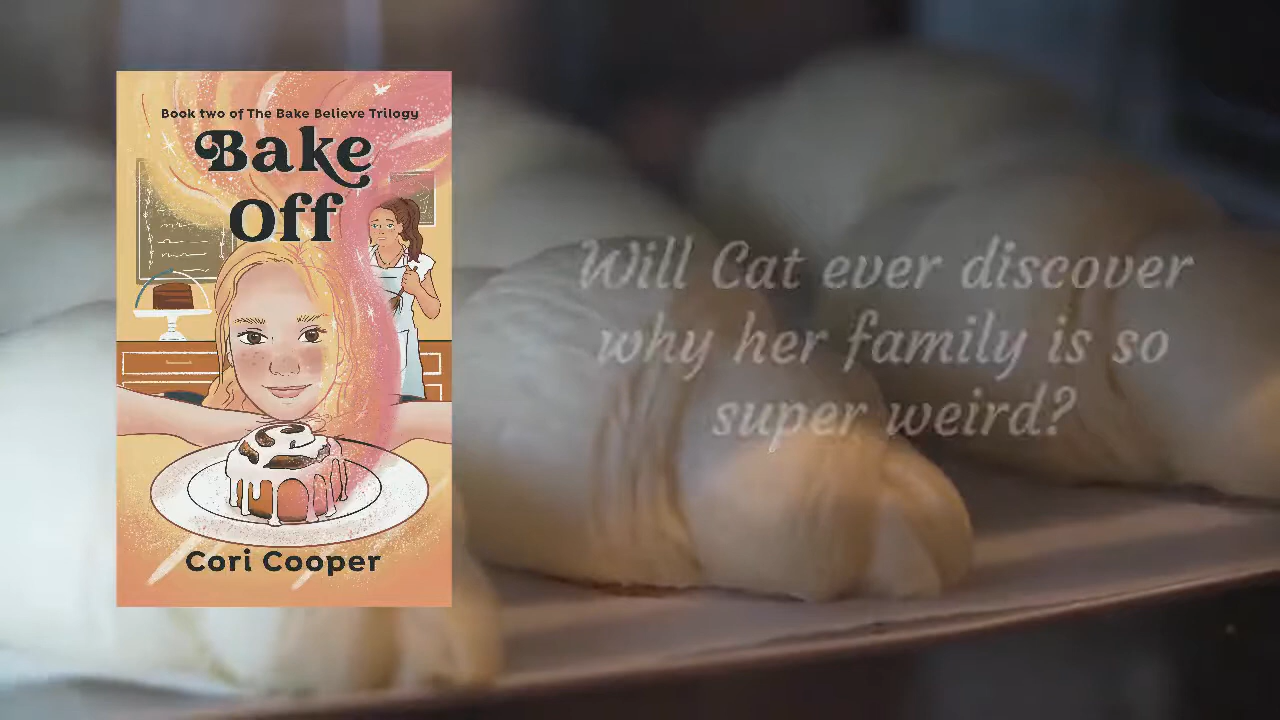 Book two of The Bake Believe Trilogy
Bake
Off
Cori Cooper
Will Cat ever discover
why her family is so
super weird?